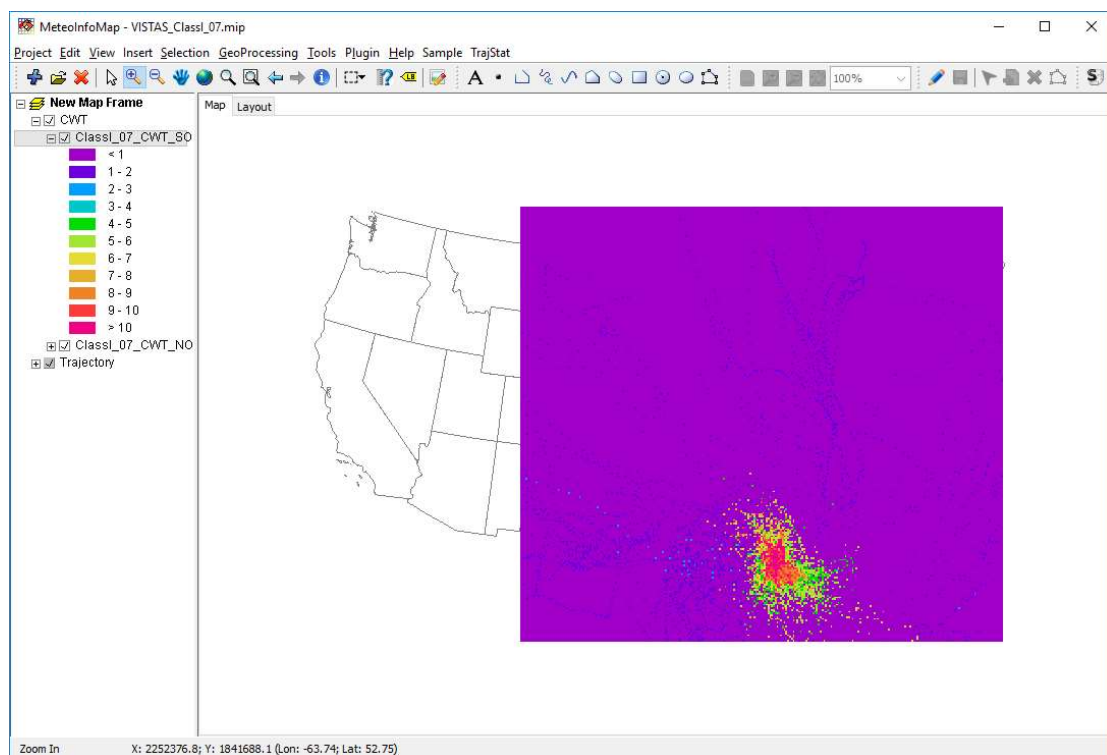 MeteoInfoMap - VISTAS_ClassI_07.mip
Project Edit View Insert Selection GeoProcessing Tools Plugin Help Sample TrajStat
A 100% S
New Map Frame
CWT
ClassI_07_CWT_SO
< 1
1 - 2
2 - 3
3 - 4
4 - 5
5 - 6
6 - 7
7 - 8
8 - 9
9 - 10
> 10
ClassI_07_CWT_NO
Trajectory
Map Layout
Zoom In X: 2252376.8; Y: 1841688.1 (Lon: -63.74; Lat: 52.75)